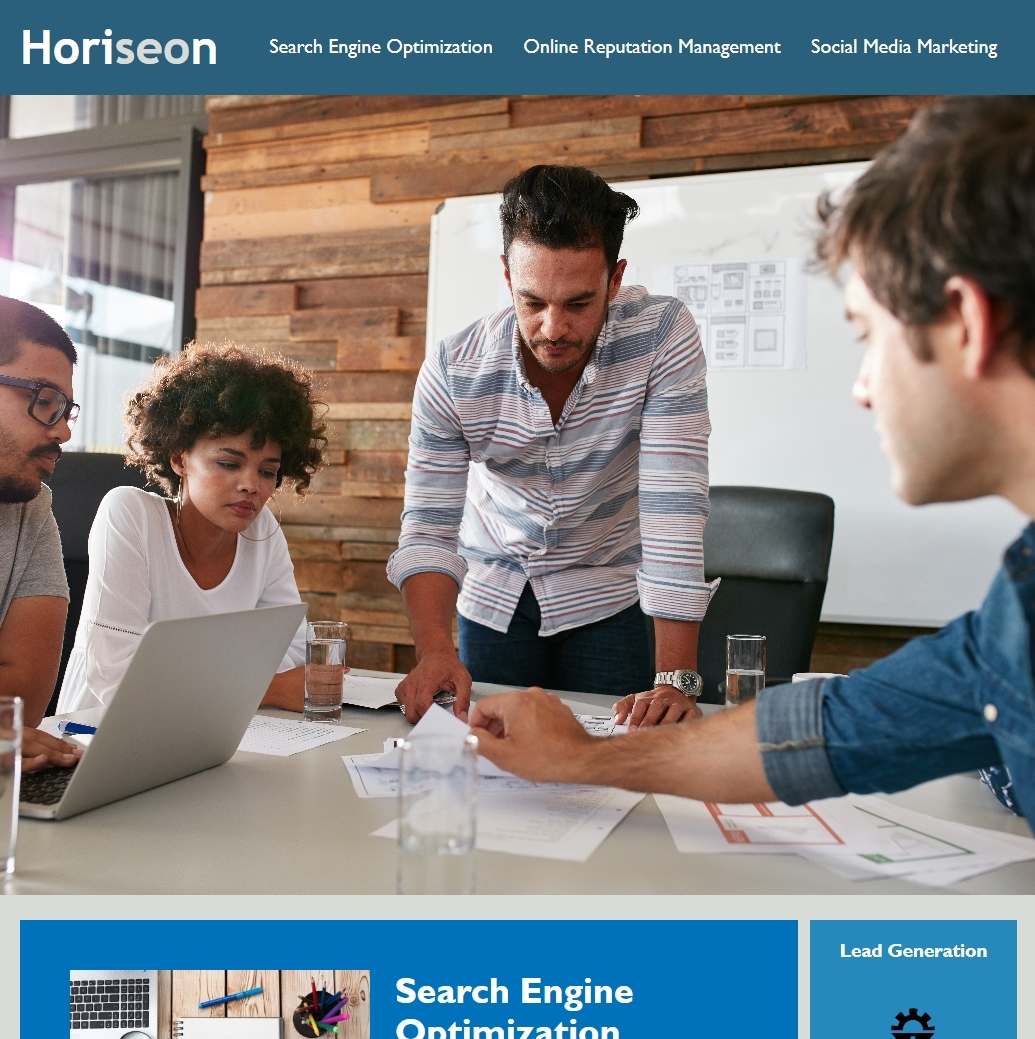 Horiseon
Search Engine Optimization
Online Reputation Management
Social Media Marketing
Search Engine
Optimization
Lead Generation